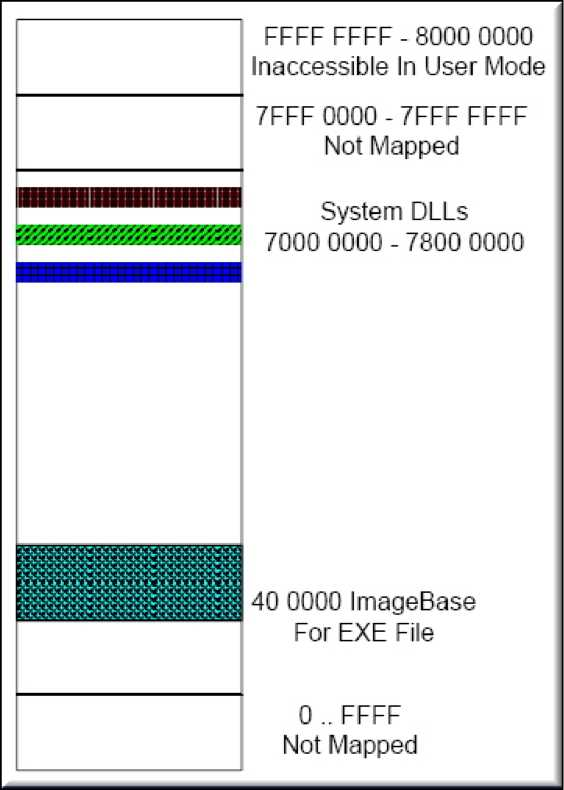 FFFF FFFF - 8000 0000
Inaccessible In User Mode
7FFF 0000 - 7FFF FFFF
Not Mapped
System DLLs
7000 0000 - 7800 0000
40 0000 ImageBase
For EXE File
0 .. FFFF
Not Mapped